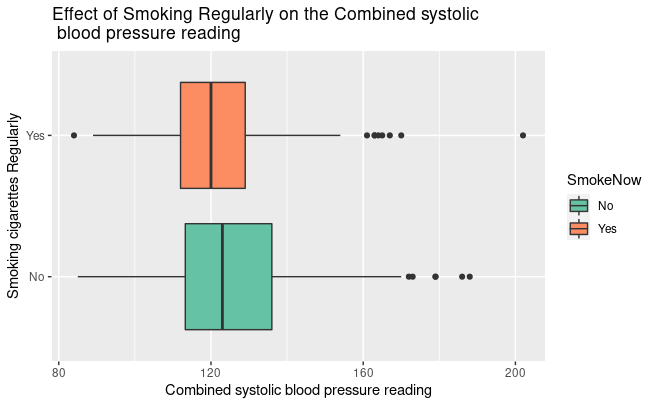 Effect of Smoking Regularly on the Combined systolic
blood pressure reading
Smoking cigarettes Regularly
Yes
No
80
120
160
200
Combined systolic blood pressure reading
SmokeNow
No
Yes